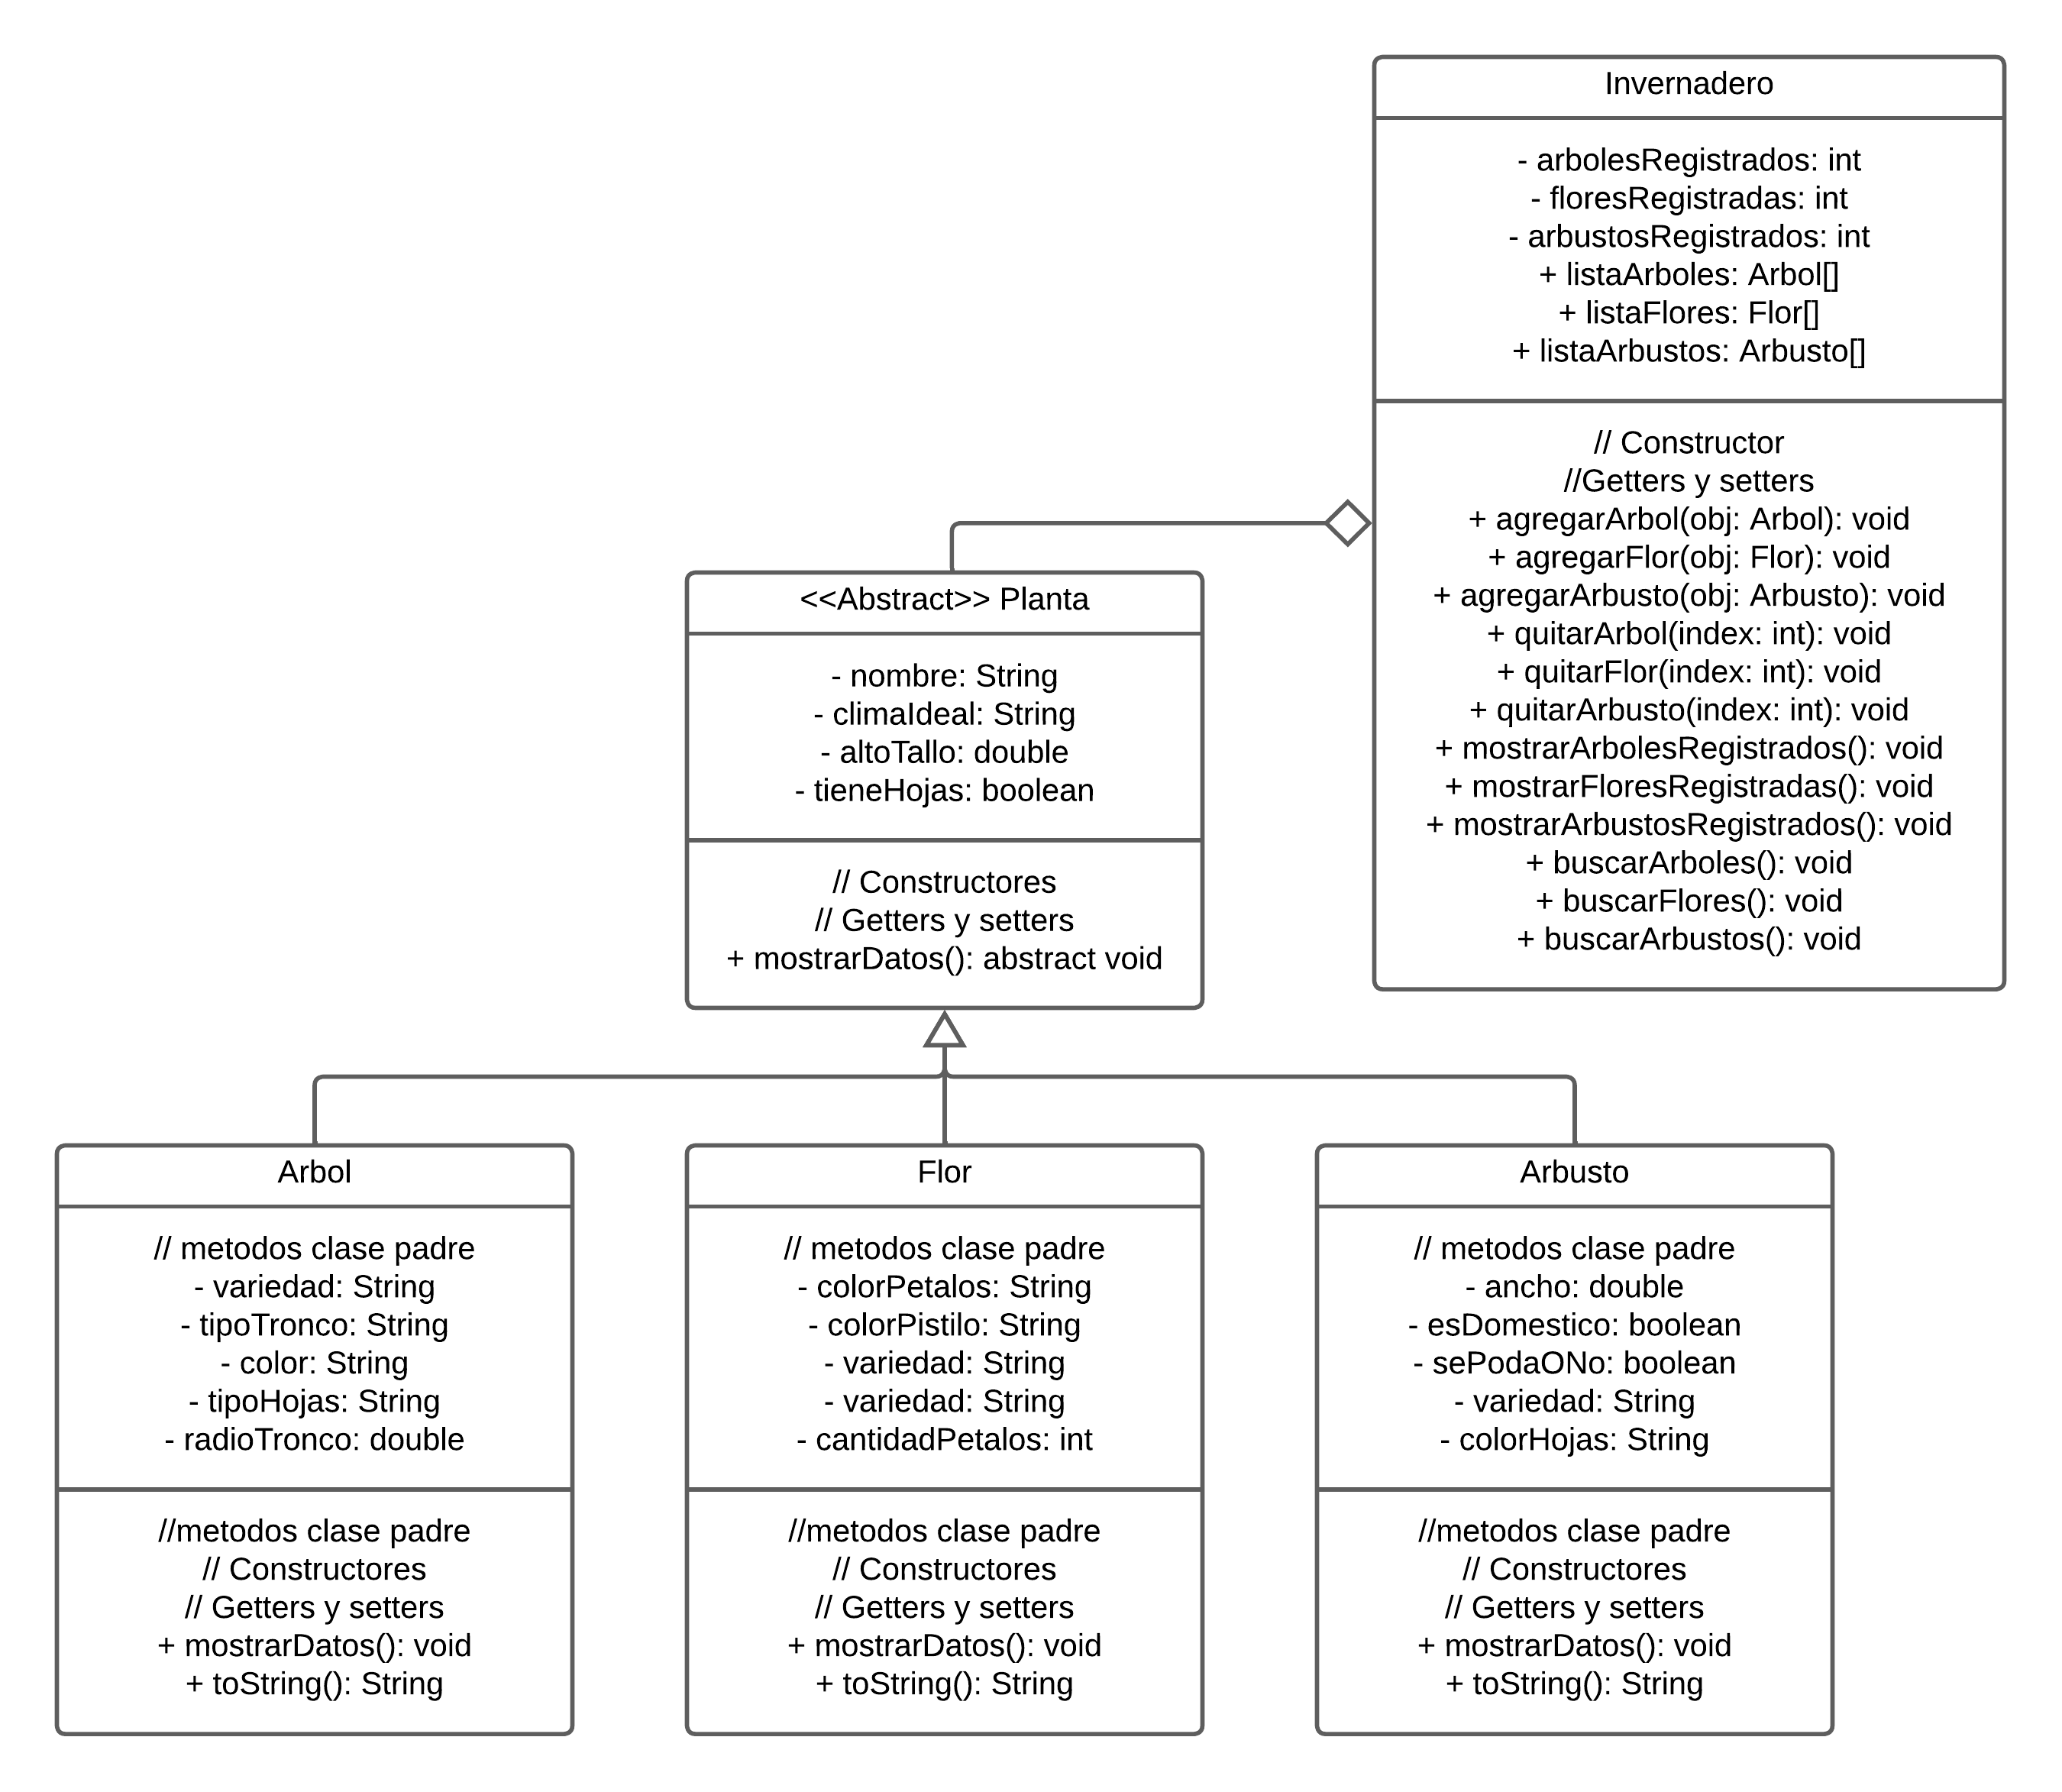 Invernadero
- arbolesRegistrados: int
- floresRegistradas: int
- arbustosRegistrados: int
+ listaArboles: Arbol[]
+ listaFlores: Flor[]
+ listaArbustos: Arbusto[]
// Constructor
//Getters y setters
+ agregarArbol(obj: Arbol): void
+ agregarFlor(obj: Flor): void
+ agregarArbusto(obj: Arbusto): void
+ quitarArbol(index: int): void
+ quitarFlor(index: int): void
+ quitarArbusto(index: int): void
+ mostrarArbolesRegistrados(): void
+ mostrarFloresRegistradas(): void
+ mostrarArbustosRegistrados(): void
+ buscarArboles(): void
+ buscarFlores(): void
+ buscarArbustos(): void
<<Abstract>> Planta
- nombre: String
- climaIdeal: String
- altoTallo: double
- tieneHojas: boolean
// Constructores
// Getters y setters
+ mostrarDatos(): abstract void
Arbol
// metodos clase padre
- variedad: String
- tipoTronco: String
- color: String
- tipoHojas: String
- radioTronco: double
//metodos clase padre
// Constructores
// Getters y setters
+ mostrarDatos(): void
+ toString(): String
Flor
// metodos clase padre
- colorPetalos: String
- colorPistilo: String
- variedad: String
- variedad: String
- cantidadPetalos: int
//metodos clase padre
// Constructores
// Getters y setters
+ mostrarDatos(): void
+ toString(): String
Arbusto
// metodos clase padre
- ancho: double
- esDomestico: boolean
- sePodaONo: boolean
- variedad: String
- colorHojas: String
//metodos clase padre
// Constructores
// Getters y setters
+ mostrarDatos(): void
+ toString(): String